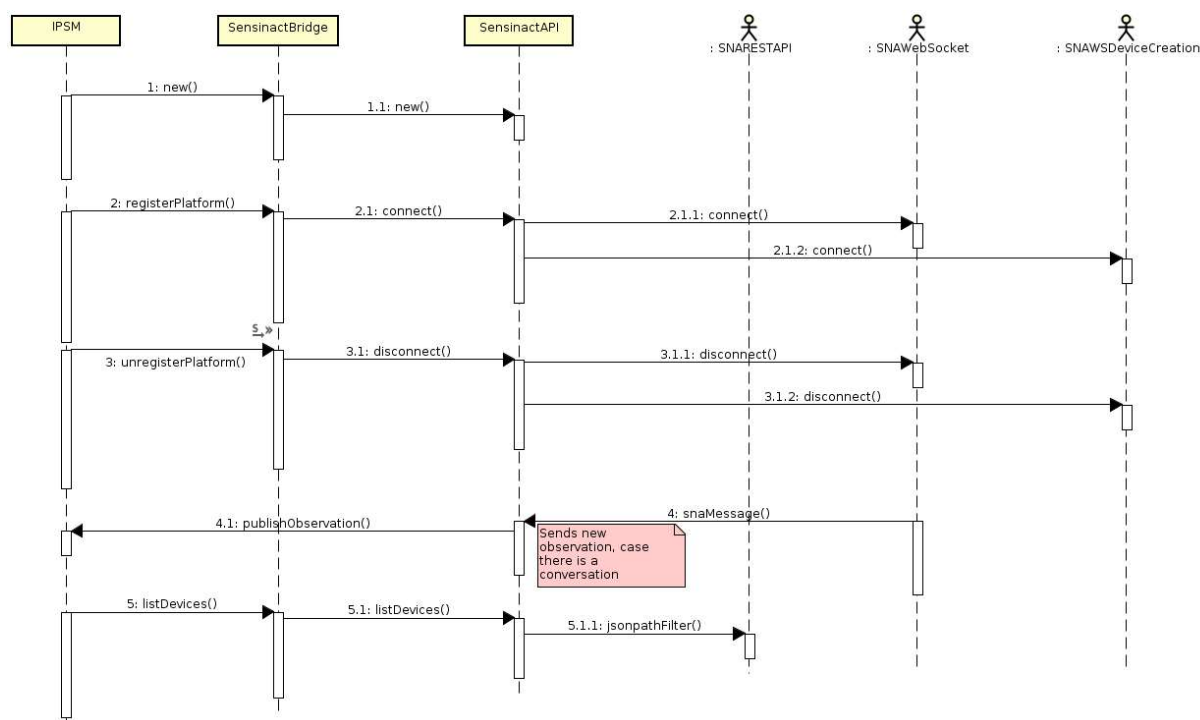 IPSM
SensinactBridge
SensinactAPI
: SNARESTAPI
: SNAWebSocket
: SNAWSDeviceCreation
1: new()
1.1: new()
2: registerPlatform()
2.1: connect()
2.1.1: connect()
2.1.2: connect()
S »
3: unregisterPlatform()
3.1: disconnect()
3.1.1: disconnect()
3.1.2: disconnect()
4: snaMessage()
4.1: publishObservation()
Sends new
observation, case
there is a
conversation
5: listDevices()
5.1: listDevices()
5.1.1: jsonpathFilter()